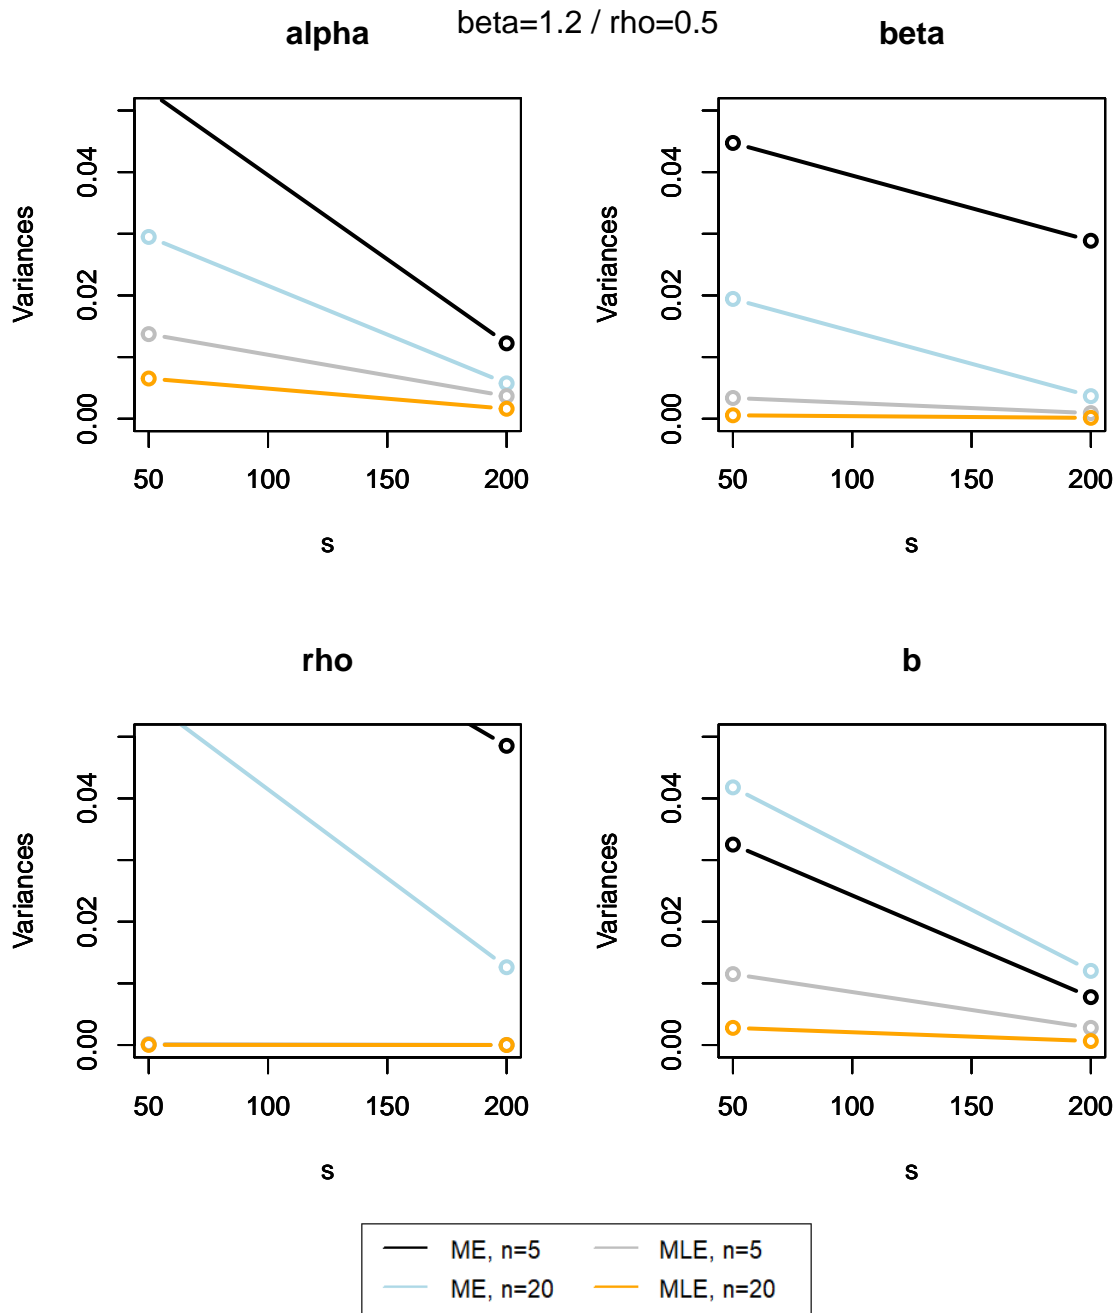 beta=1.2 / rho=0.5
alpha
beta
Variances
0.00 0.02 0.04
50 100 150 200
s
Variances
0.00 0.02 0.04
50 100 150 200
s
rho
b
Variances
0.00 0.02 0.04
50 100 150 200
s
Variances
0.00 0.02 0.04
50 100 150 200
s
ME, n=5 MLE, n=5
ME, n=20 MLE, n=20